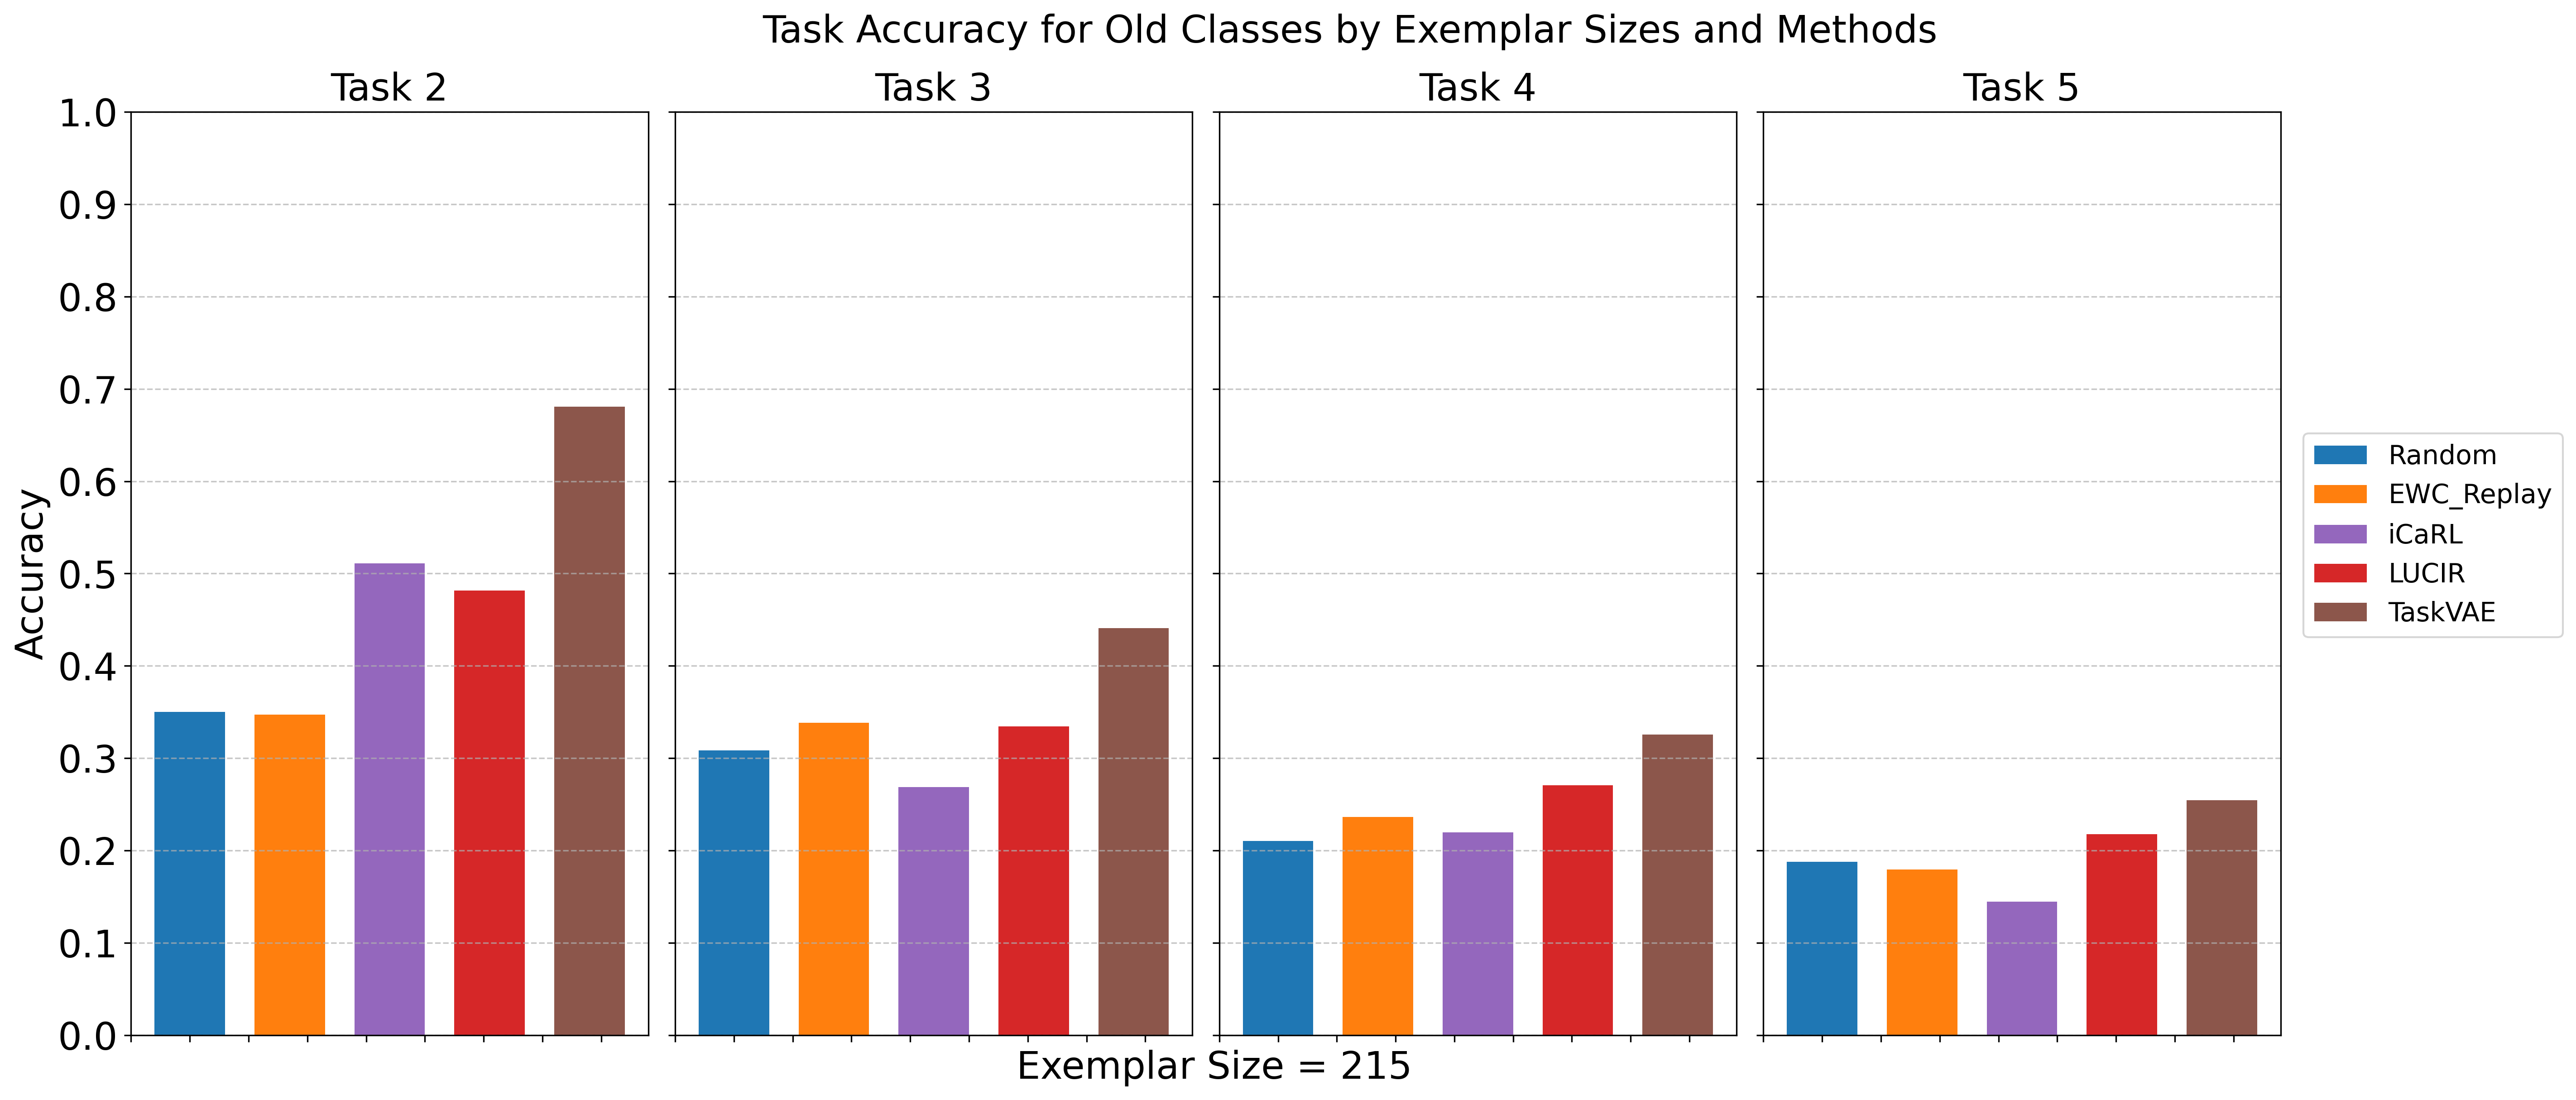 Task Accuracy for Old Classes by Exemplar Sizes and Methods
Task 2
Task 3
Task 4
Task 5
Accuracy
1.0
0.9
0.8
0.7
0.6
0.5
0.4
0.3
0.2
0.1
0.0
Exemplar Size = 215
Random
EWC_Replay
iCaRL
LUCIR
TaskVAE